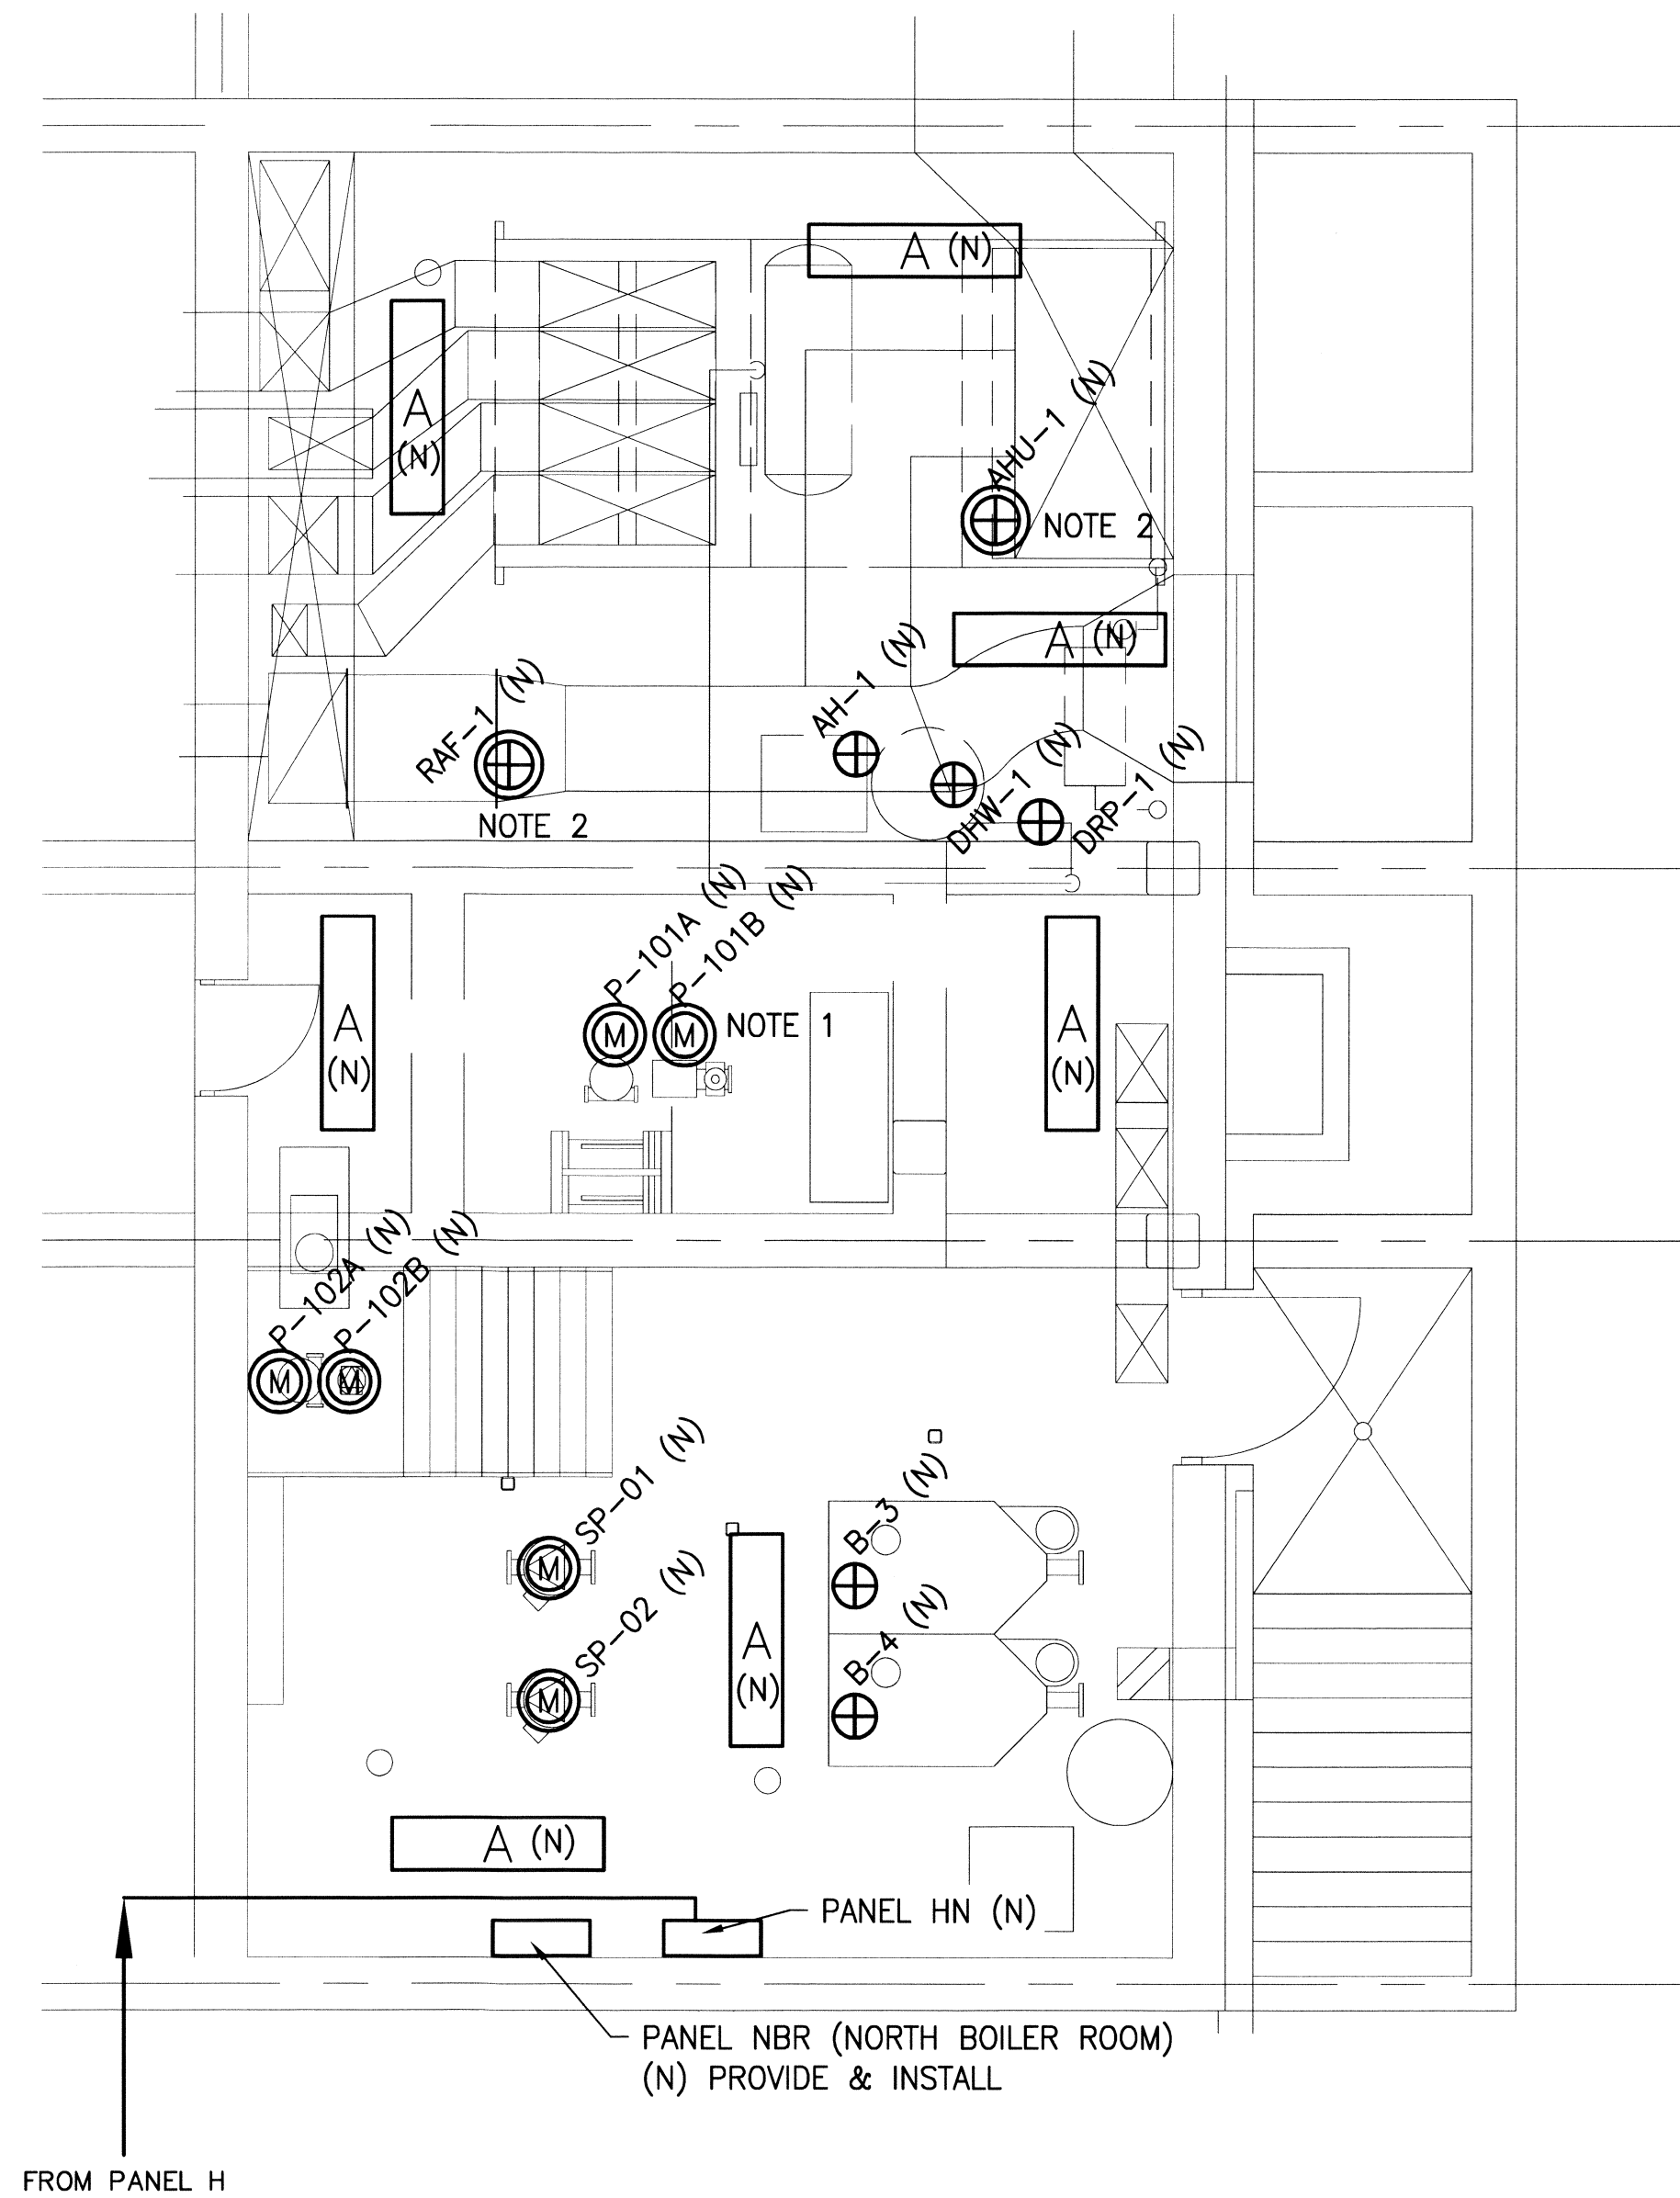 A (N)
A
(N)
AHU-1 (N)
NOTE 2
A (N)
AH-1 (N)
RAF-1 (N)
NOTE 2
DHW-1 (N)
DRP-1 (N)
P-101A (N)
P-101B (N)
A
(N)
M
M
NOTE 1
A
(N)
P-102A (N)
P-102B (N)
M
M
SP-01 (N)
M
B-3 (N)
SP-02 (N)
M
A
(N)
B-4 (N)
A (N)
PANEL HN (N)
PANEL NBR (NORTH BOILER ROOM)
(N) PROVIDE & INSTALL
FROM PANEL H